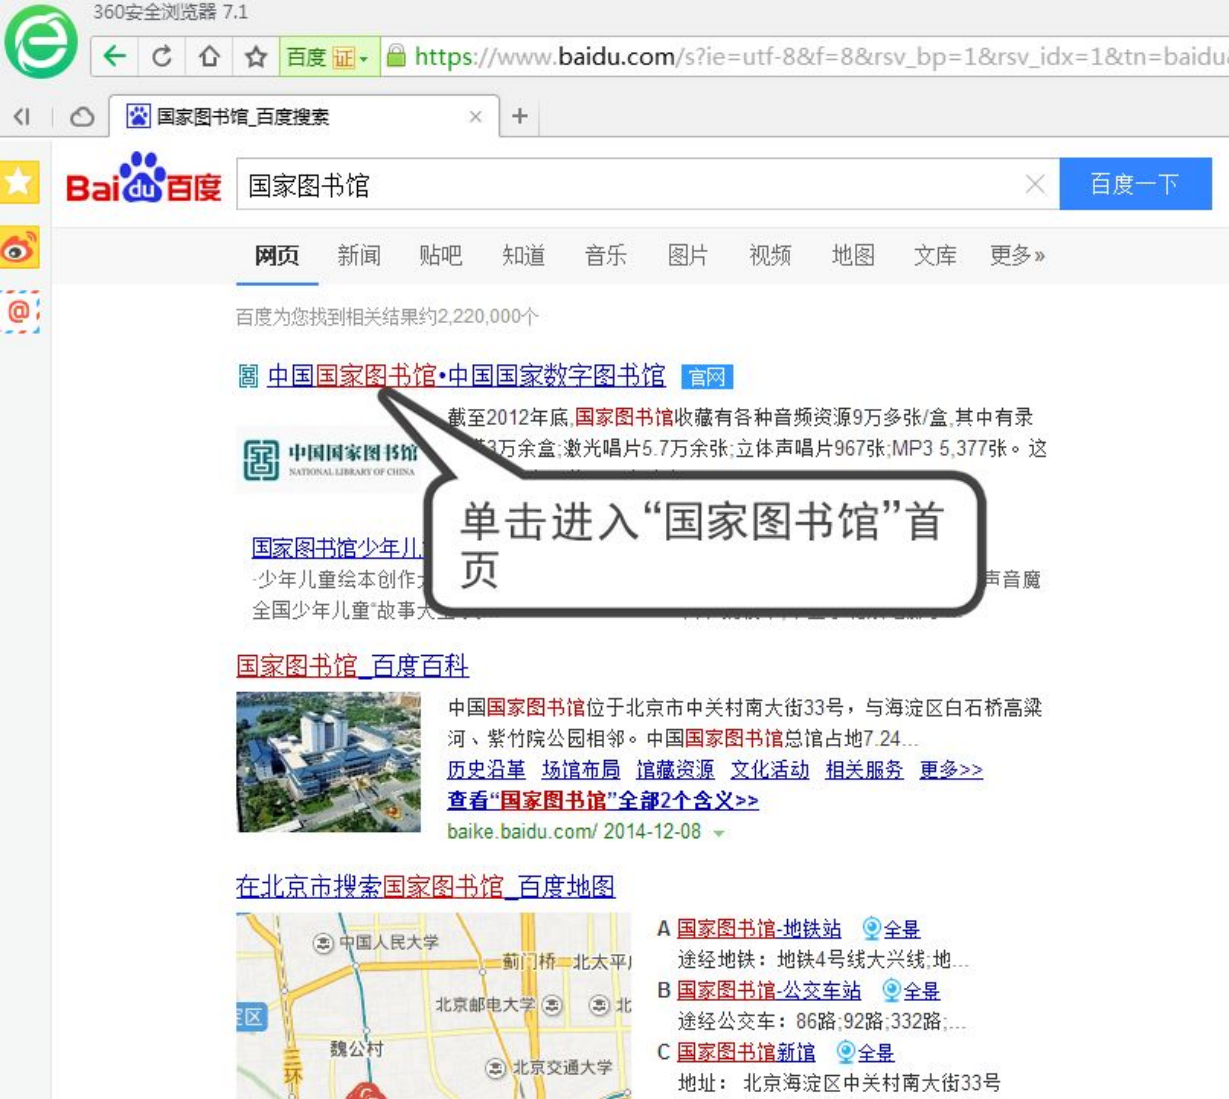 360安全浏览器 7.1
百度 证 https://www.baidu.com/s?ie=utf-8&f=8&rsv_bp=1&rsv_idx=1&tn=baidu
国家图书馆_百度搜索
Bai du 百度 国家图书馆 百度一下
网页 新闻 贴吧 知道 音乐 图片 视频 地图 文库 更多»
百度为您找到相关结果约2,220,000个
中国国家图书馆•中国国家数字图书馆 官网
截至2012年底,国家图书馆收藏有各种音频资源9万多张/盒,其中有录
3万余盒;激光唱片5.7万余张;立体声唱片967张;MP3 5,377张。这
中国国家图书馆
NATIONAL LIBRARY OF CHINA
单击进入“国家图书馆”首
页
国家图书馆少年儿
·少年儿童绘本创作
声音魔
全国少年儿童“故事
国家图书馆_百度百科
中国国家图书馆位于北京市中关村南大街33号，与海淀区白石桥高粱
河、紫竹院公园相邻。中国国家图书馆总馆占地7.24...
历史沿革 场馆布局 馆藏资源 文化活动 相关服务 更多>>
查看“国家图书馆”全部2个含义>>
baike.baidu.com/ 2014-12-08
在北京市搜索国家图书馆_百度地图
中国人民大学
蓟门桥 北太平
北京邮电大学 北
区
魏公村
三环
北京交通大学
A 国家图书馆-地铁站 全景
途经地铁：地铁4号线大兴线;地...
B 国家图书馆-公交车站 全景
途经公交车：86路;92路;332路;...
C 国家图书馆新馆 全景
地址： 北京海淀区中关村南大街33号